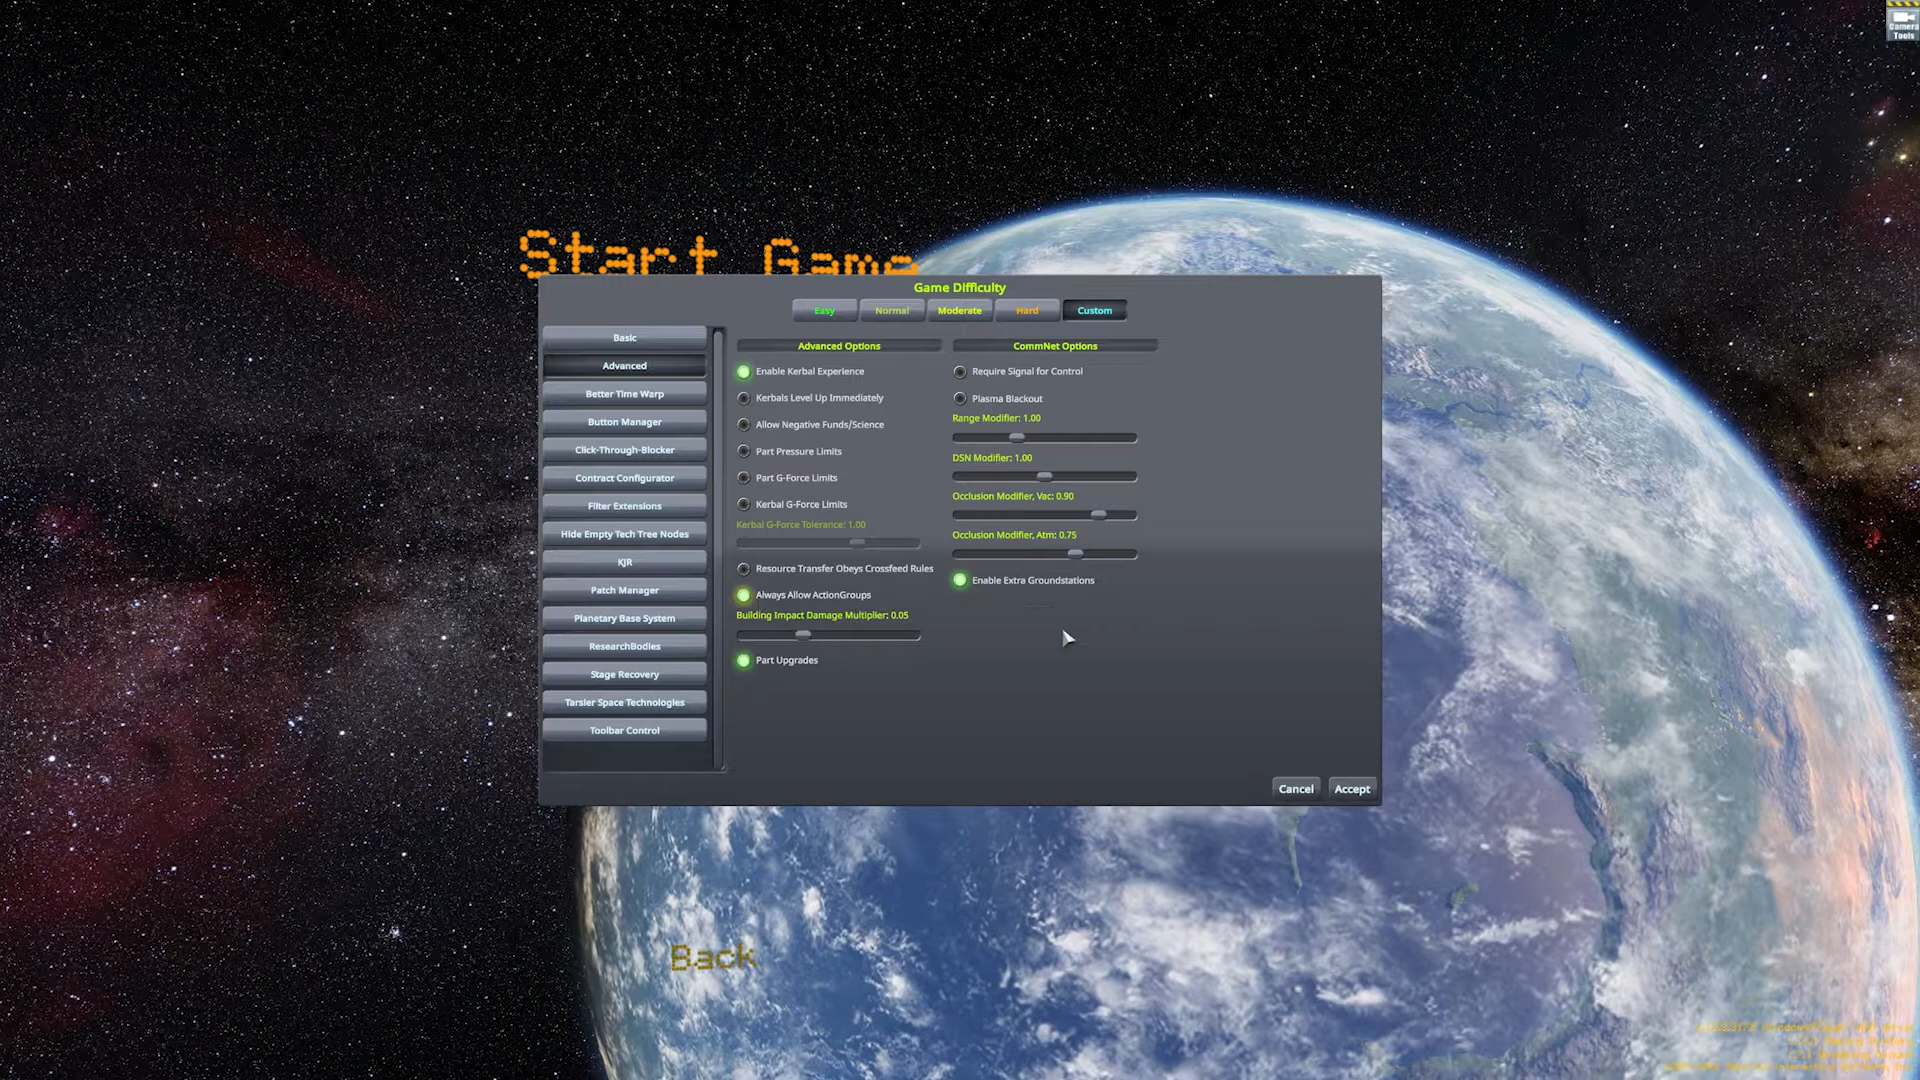 Camera
Tools
Start Game
Game Difficulty
Easy
Normal
Moderate
Hard
Custom
Basic
Advanced
Better Time Warp
Button Manager
Click-Through-Blocker
Contract Configurator
Filter Extensions
Hide Empty Tech Tree Nodes
KJR
Patch Manager
Planetary Base System
ResearchBodies
Stage Recovery
Tarsier Space Technologies
Toolbar Control
Advanced Options
Enable Kerbal Experience
Kerbals Level Up Immediately
Allow Negative Funds/Science
Part Pressure Limits
Part G-Force Limits
Kerbal G-Force Limits
Kerbal G-Force Tolerance: 1.00
Resource Transfer Obeys Crossfeed Rules
Always Allow ActionGroups
Building Impact Damage Multiplier: 0.05
Part Upgrades
CommNet Options
Require Signal for Control
Plasma Blackout
Range Modifier: 1.00
DSN Modifier: 1.00
Occlusion Modifier, Vac: 0.90
Occlusion Modifier, Atm: 0.75
Enable Extra Groundstations
Cancel
Accept
Back